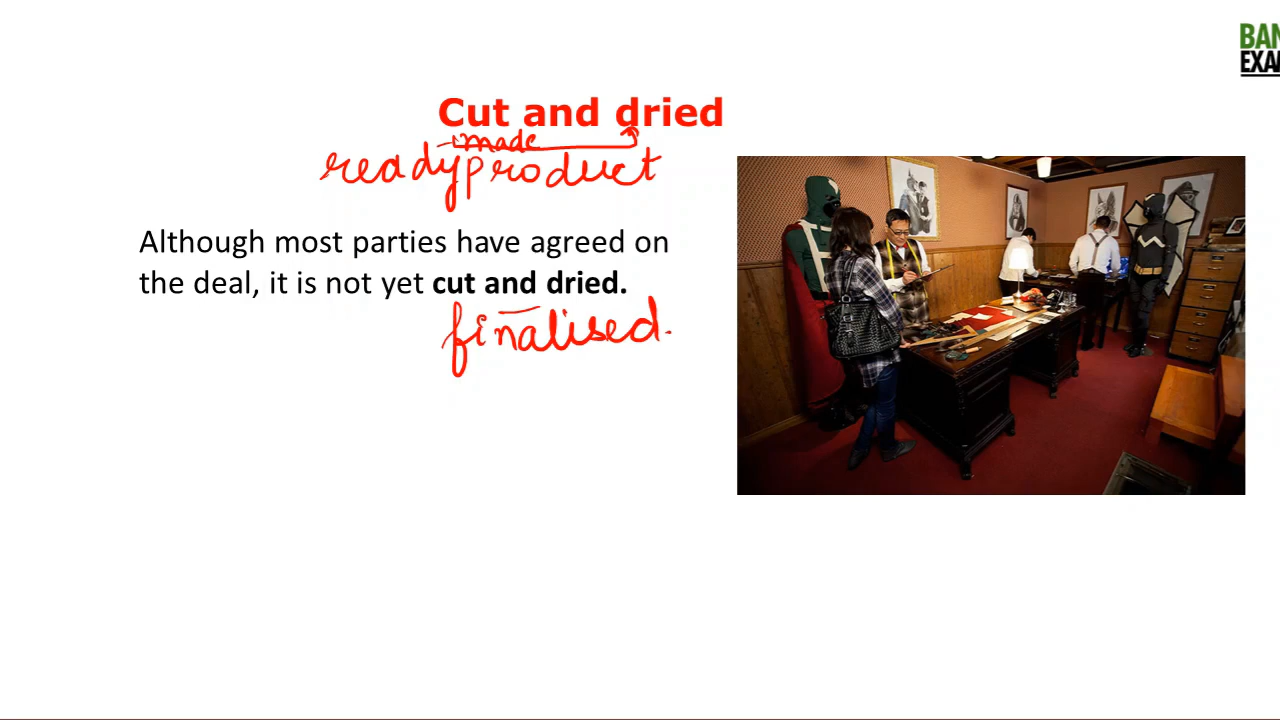 BAN
EXA
Cut and dried
made
ready product
Although most parties have agreed on
the deal, it is not yet cut and dried.
finalised.